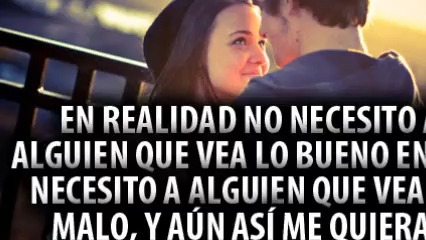 EN REALIDAD NO NECESITO
ALGUIEN QUE VEA LO BUENO EN
NECESITO A ALGUIEN QUE VEA
MALO, Y AÚN ASÍ ME QUIERA